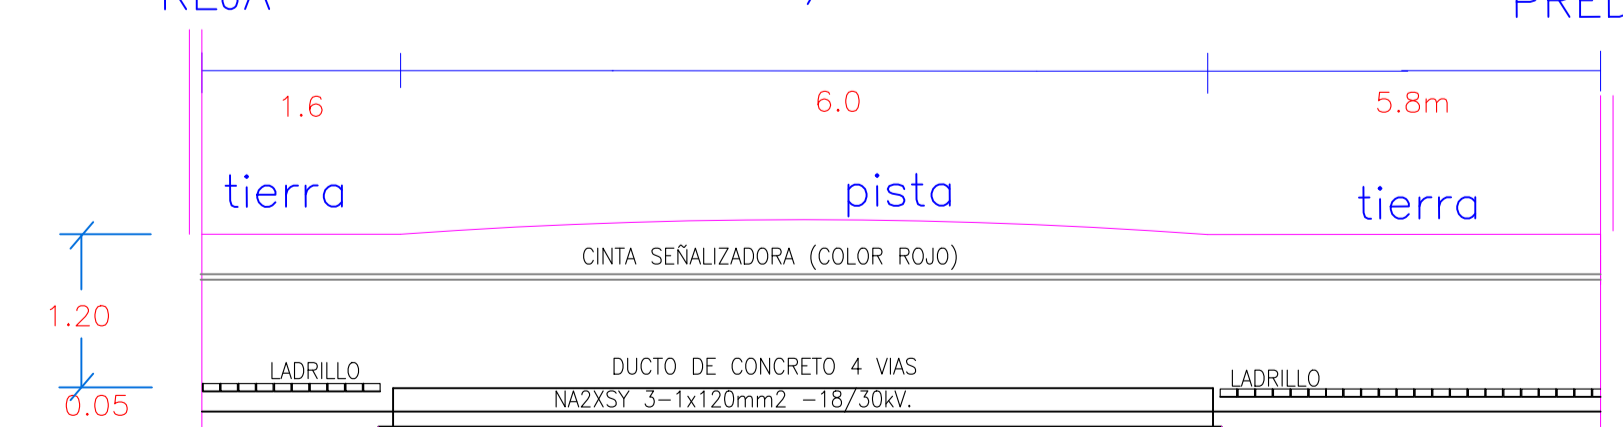 1.6
6.0
5.8m
tierra
pista
tierra
CINTA SEÑALIZADORA (COLOR ROJO)
1.20
LADRILLO
DUCTO DE CONCRETO 4 VIAS
LADRILLO
0.05
NA2XSY 3-1x120mm2 -18/30kV.